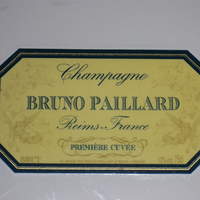 Champagne
BRUNO PAILLARD
Reims-France
PREMIÈRE CUVÉE